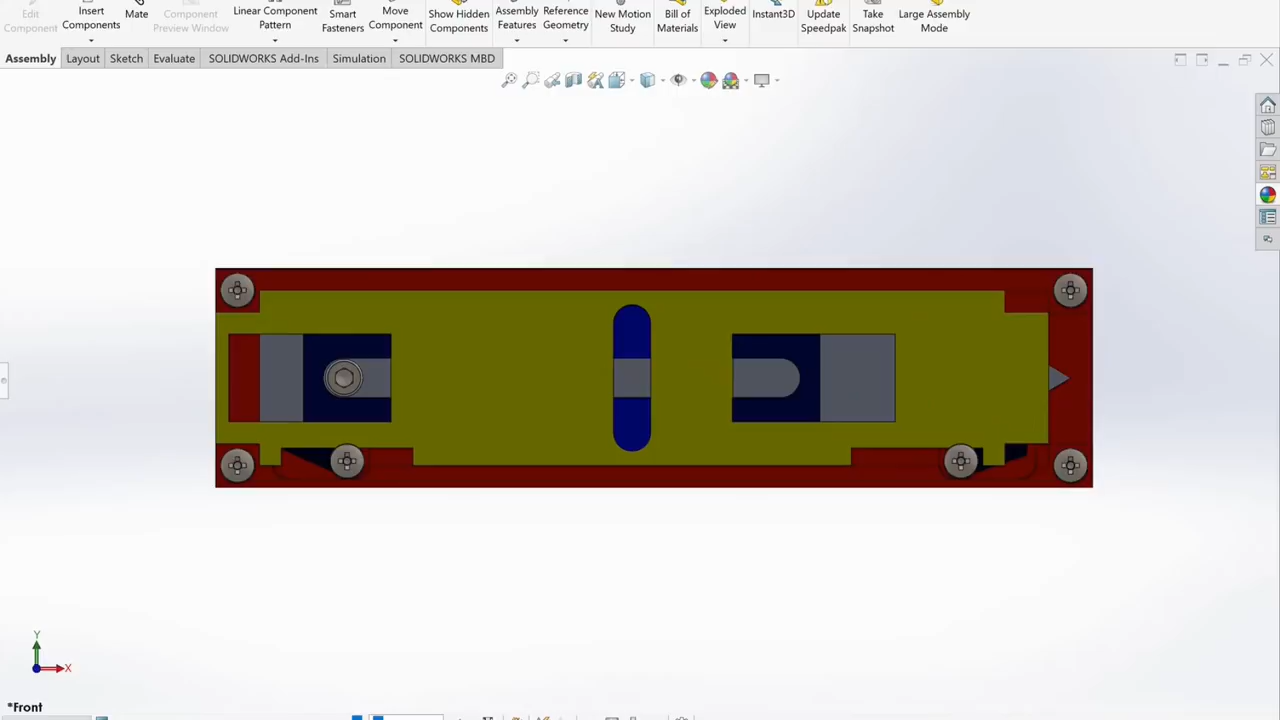 Edit Component
Insert Components
Mate
Component Preview Window
Linear Component Pattern
Smart Fasteners
Move Component
Show Hidden Components
Assembly Features
Reference Geometry
New Motion Study
Bill of Materials
Exploded View
Instant3D
Update Speedpak
Take Snapshot
Large Assembly Mode
Assembly
Layout
Sketch
Evaluate
SOLIDWORKS Add-Ins
Simulation
SOLIDWORKS MBD
Y
X
*Front